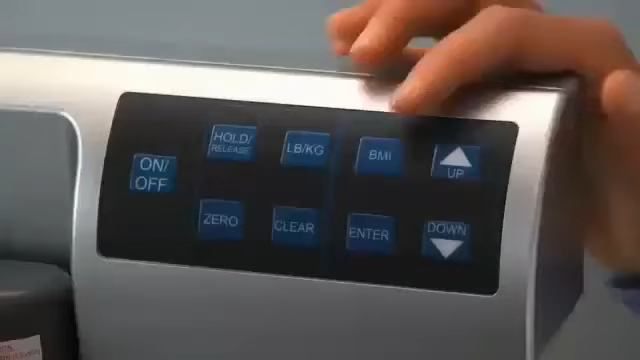 ON/
OFF
HOLD/
RELEASE
LB/KG
BMI
UP
ZERO
CLEAR
ENTER
DOWN